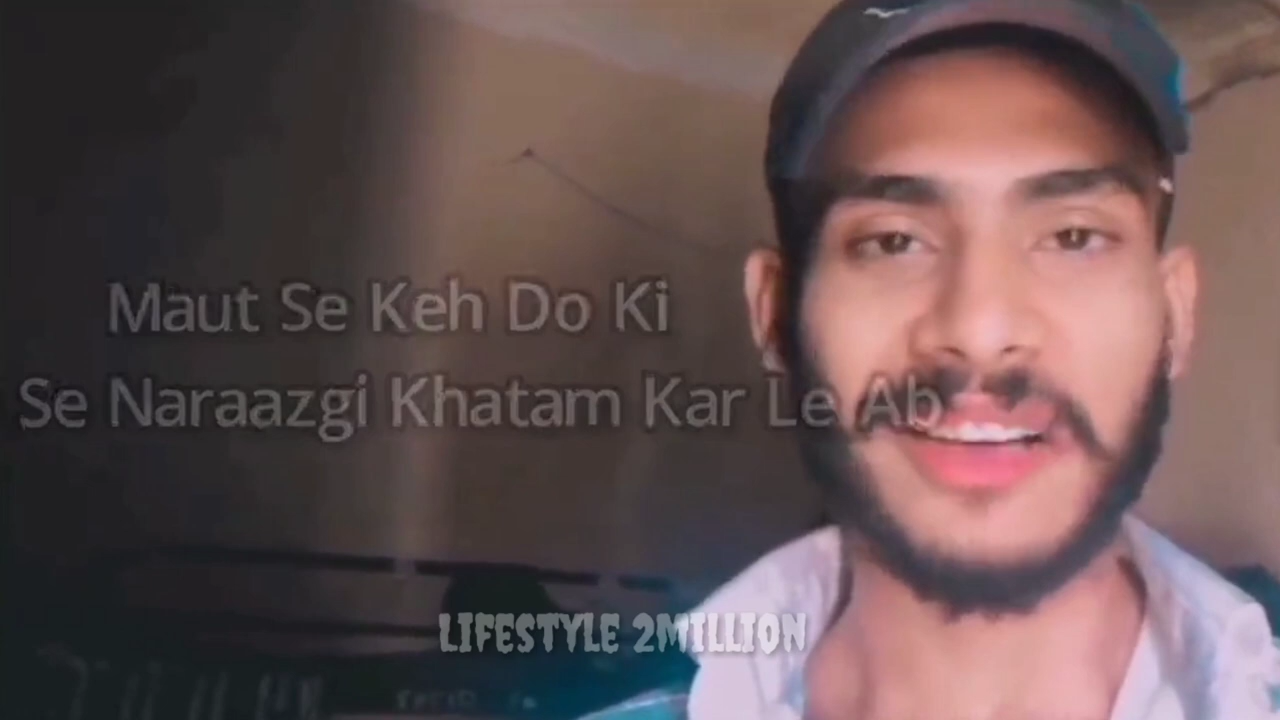 Maut Se Keh Do Ki
Se Naraazgi Khatam Kar Le Ab
LIFESTYLE 2MILLION